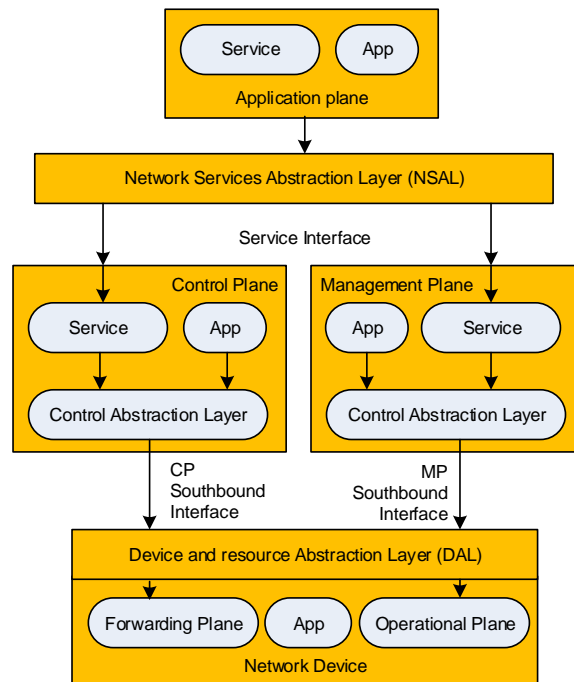 Service
App
Application plane
Network Services Abstraction Layer (NSAL)
Service Interface
Control Plane
Service
App
Control Abstraction Layer
Management Plane
App
Service
Control Abstraction Layer
CP
Southbound
Interface
MP
Southbound
Interface
Device and resource Abstraction Layer (DAL)
Forwarding Plane
App
Operational Plane
Network Device